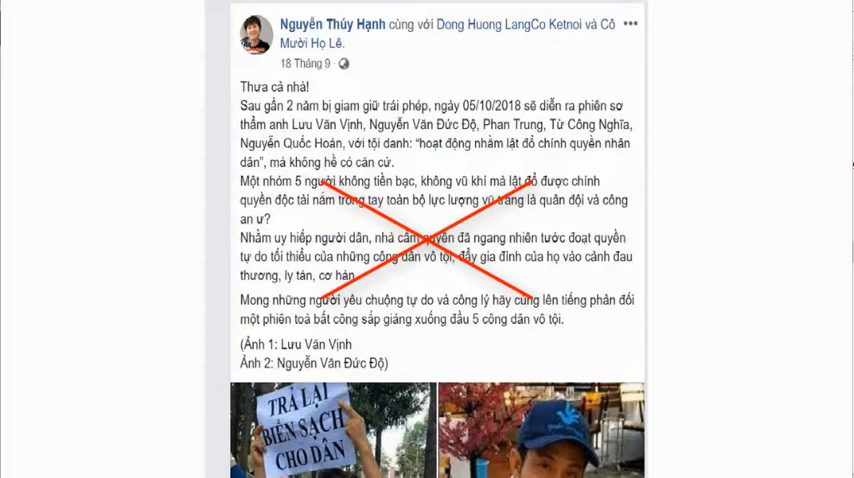 Nguyễn Thúy Hạnh cùng với Dong Huong LangCo Ketnoi và Cô
Mười Họ Lê.
18 Tháng 9
Thưa cả nhà!
Sau gần 2 năm bị giam giữ trái phép, ngày 05/10/2018 sẽ diễn ra phiên sơ
thẩm anh Lưu Văn Vịnh, Nguyễn Văn Đức Độ, Phan Trung, Từ Công Nghĩa,
Nguyễn Quốc Hoàn, với tội danh: “hoạt động nhằm lật đổ chính quyền nhân
dân”, mà không hề có căn cứ.
Một nhóm 5 người không tiền bạc, không vũ khí mà lật đổ được chính
quyền độc tài nắm trong tay toàn bộ lực lượng vũ trang là quân đội và công
an ư?
Nhằm uy hiếp người dân, nhà cầm quyền đã ngang nhiên tước đoạt quyền
tự do tối thiểu của những công dân vô tội, đẩy gia đình của họ vào cảnh đau
thương, ly tán, cơ hàn.
Mong những người yêu chuộng tự do và công lý hãy cùng lên tiếng phản đối
một phiên toà bất công sắp giáng xuống đầu 5 công dân vô tội.
(Ảnh 1: Lưu Văn Vịnh
Ảnh 2: Nguyễn Văn Đức Độ)
TRẢ LẠI
BIỂN SẠCH
CHO DÂN